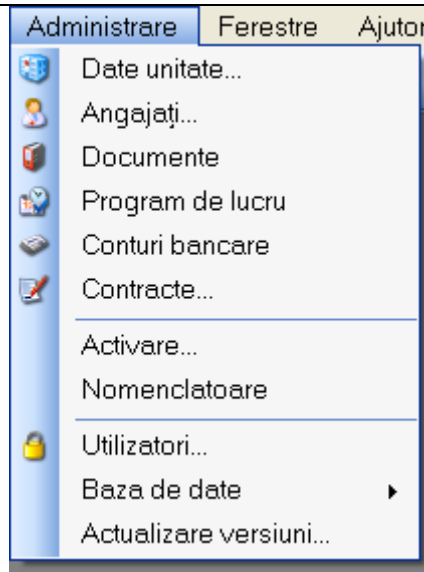 Administrare Ferestre Ajutor
Date unitate...
Angajați...
Documente
Program de lucru
Conturi bancare
Contracte...
Activare...
Nomenclatoare
Utilizatori...
Baza de date
Actualizare versiuni...